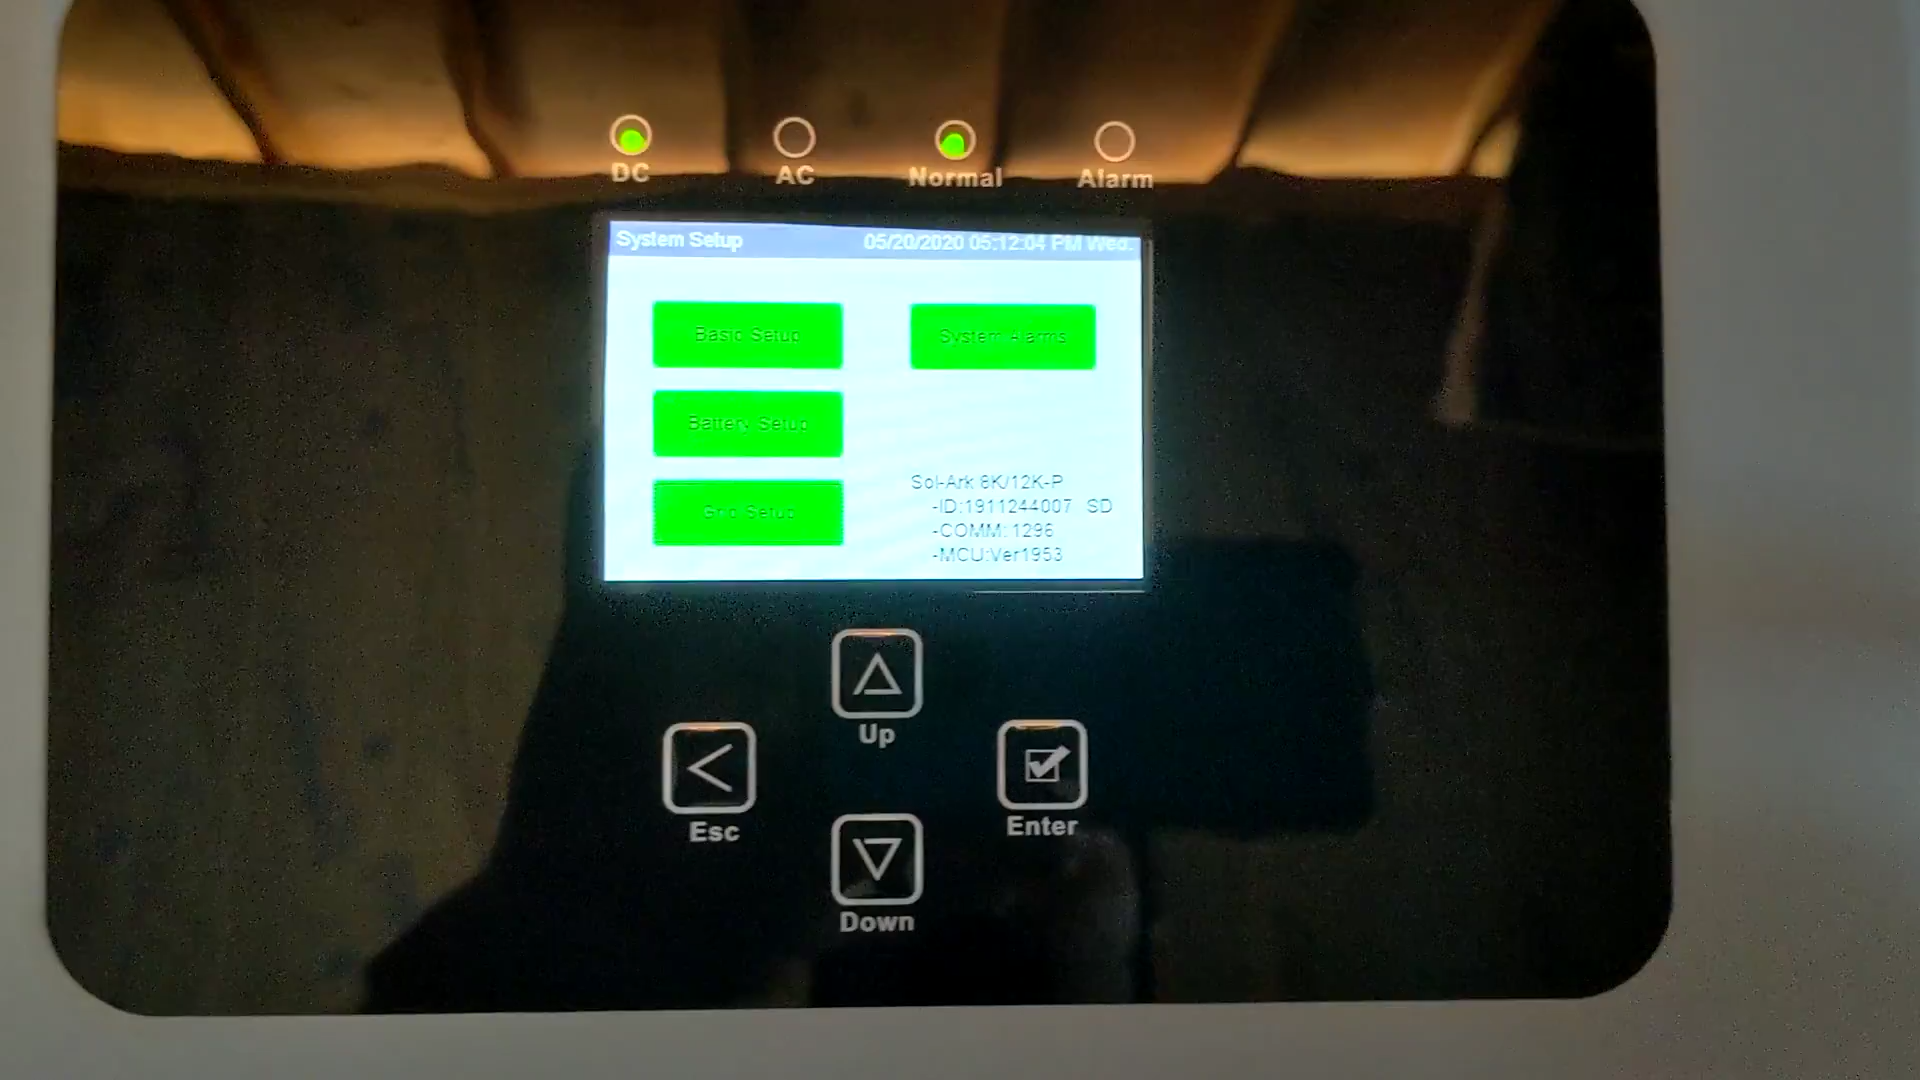 DC
AC
Normal
Alarm
System Setup
05/20/2020 05:12:04 PM Wed.
Basic Setup
System Alarms
Battery Setup
Grid Setup
Sol-Ark 8K/12K-P
-ID:1911244007 SD
-COMM:1296
-MCU:Ver1953
Up
Esc
Enter
Down